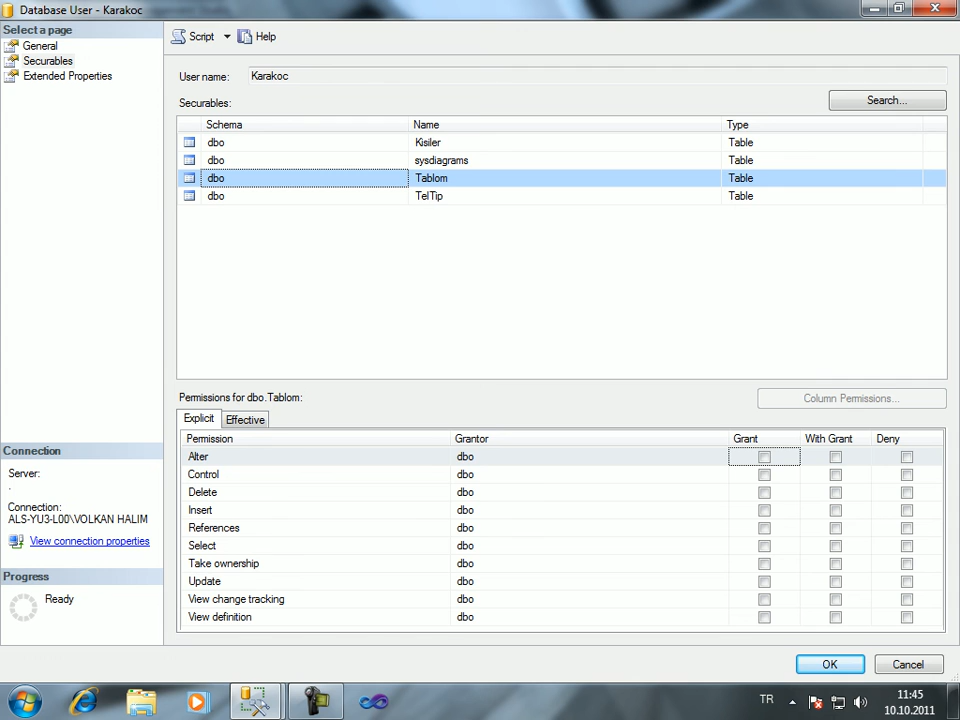 Database User - Karakoc
Select a page
General
Securables
Extended Properties
Script
Help
User name:
Karakoc
Securables:
Search...
Schema Name Type
dbo Kisiler Table
dbo sysdiagrams Table
dbo Tablom Table
dbo TelTip Table
Permissions for dbo.Tablom:
Column Permissions...
Explicit Effective
Permission Grantor Grant With Grant Deny
Alter dbo
Control dbo
Delete dbo
Insert dbo
References dbo
Select dbo
Take ownership dbo
Update dbo
View change tracking dbo
View definition dbo
Connection
Server:
.
Connection:
ALS-YU3-L00\VOLKAN HALIM
View connection properties
Progress
Ready
OK
Cancel
TR
11:45
10.10.2011